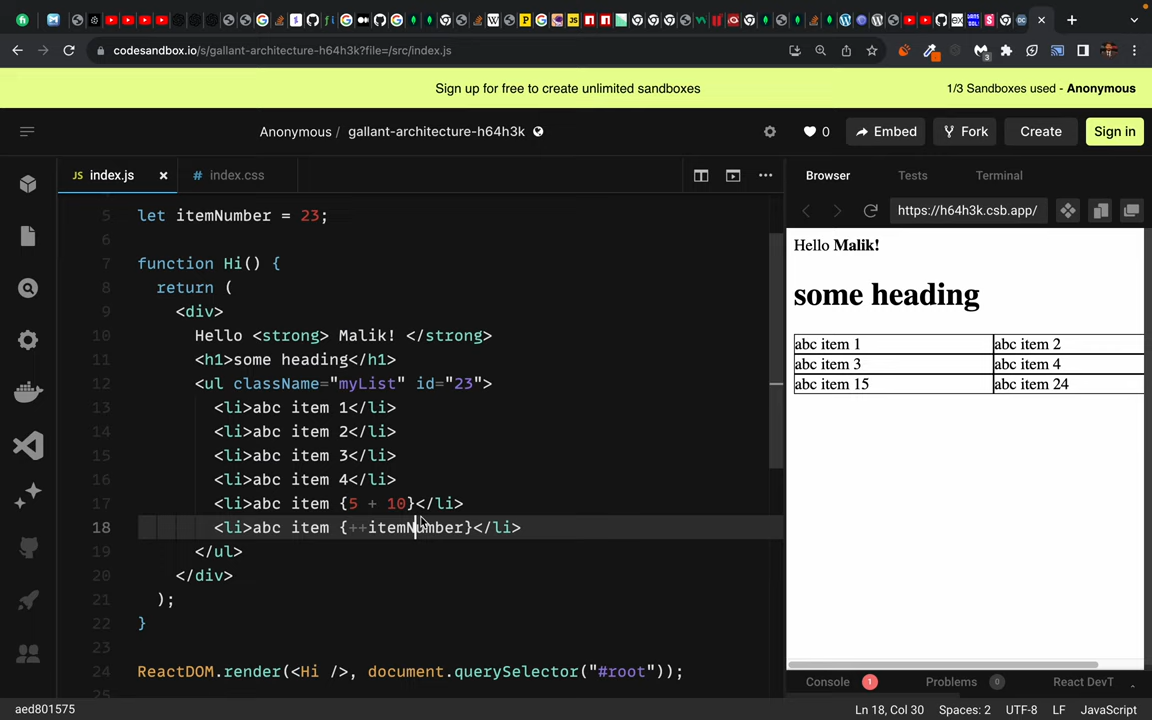 codesandbox.io/s/gallant-architecture-h64h3k?file=/src/index.js
3
Sign up for free to create unlimited sandboxes
1/3 Sandboxes used - Anonymous
Anonymous / gallant-architecture-h64h3k
0
Embed
Fork
Create
Sign in
JS index.js
# index.css
Browser
Tests
Terminal
https://h64h3k.csb.app/
5 let itemNumber = 23;
6
7 function Hi() {
8 return (
9 <div>
10 Hello <strong> Malik! </strong>
11 <h1>some heading</h1>
12 <ul className="myList" id="23">
13 <li>abc item 1</li>
14 <li>abc item 2</li>
15 <li>abc item 3</li>
16 <li>abc item 4</li>
17 <li>abc item {5 + 10}</li>
18 <li>abc item {++itemNumber}</li>
19 </ul>
20 </div>
21 );
22 }
23
24 ReactDOM.render(<Hi />, document.querySelector("#root"));
25
Hello Malik!
some heading
abc item 1 abc item 2
abc item 3 abc item 4
abc item 15 abc item 24
Console 1
Problems 0
React DevT
aed801575
Ln 18, Col 30
Spaces: 2
UTF-8
LF
JavaScript